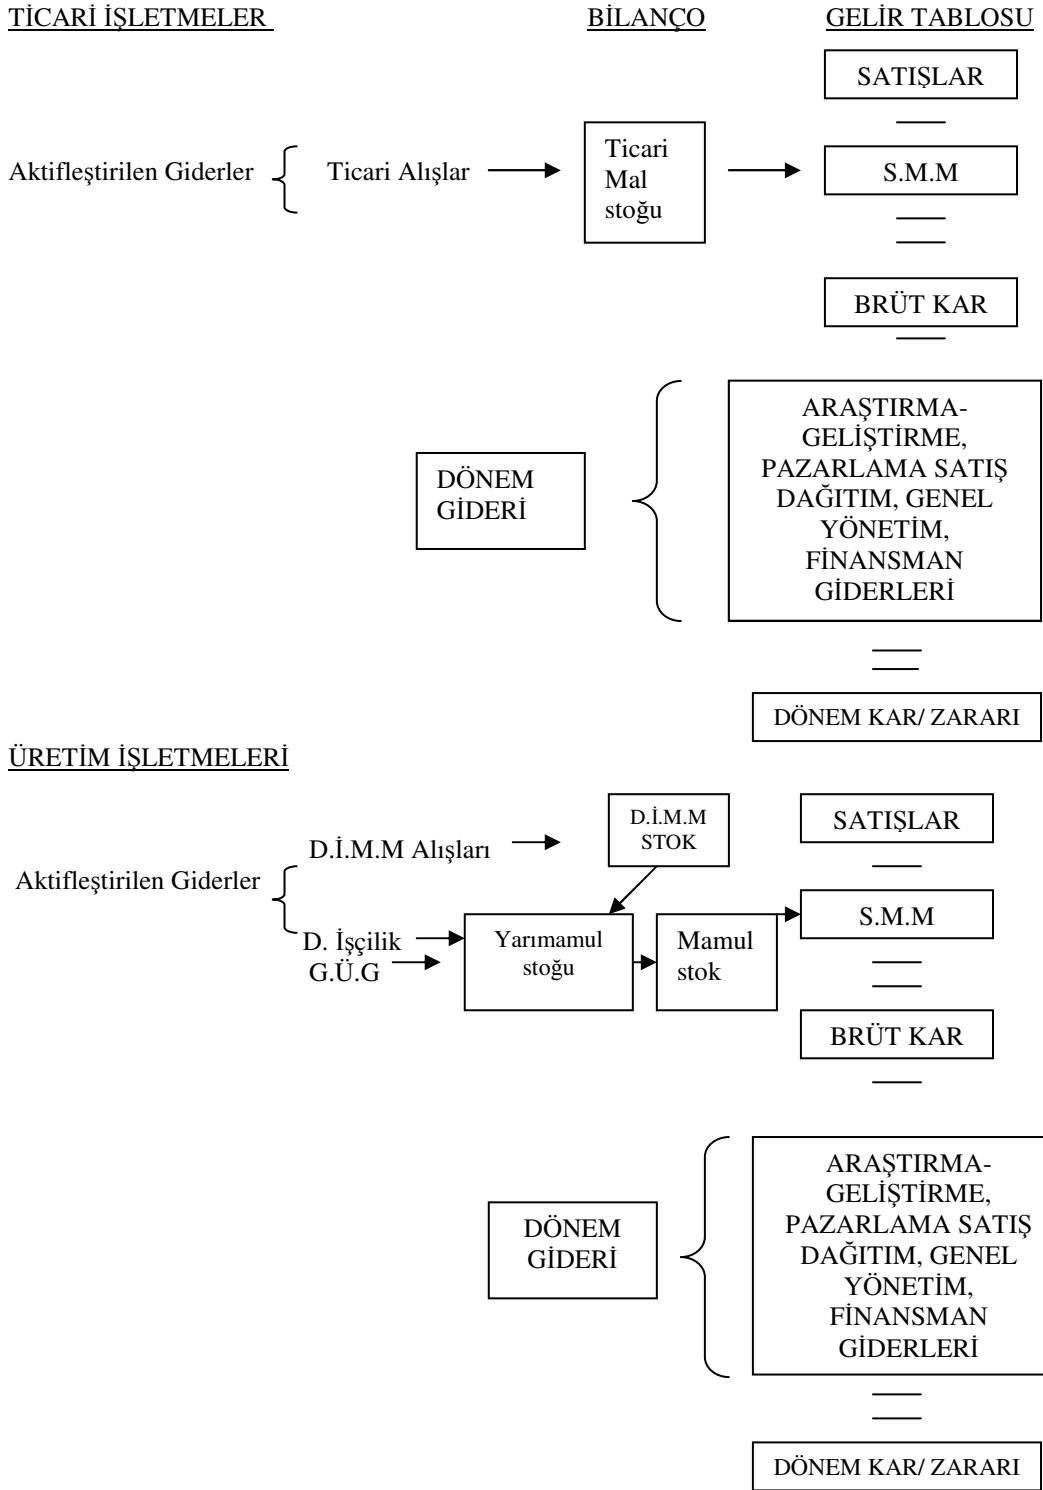 TİCARİ İŞLETMELER
BİLANÇO
GELİR TABLOSU
SATIŞLAR
Aktifleştirilen Giderler
Ticari Alışlar
Ticari
Mal
stoğu
S.M.M
BRÜT KAR
DÖNEM
GİDERİ
ARAŞTIRMA-
GELİŞTİRME,
PAZARLAMA SATIŞ
DAĞITIM, GENEL
YÖNETİM,
FİNANSMAN
GİDERLERİ
DÖNEM KAR/ ZARARI
ÜRETİM İŞLETMELERİ
D.İ.M.M Alışları
D.İ.M.M
STOK
SATIŞLAR
Aktifleştirilen Giderler
D. İşçilik
G.Ü.G
Yarımamul
stoğu
Mamul
stok
S.M.M
BRÜT KAR
DÖNEM
GİDERİ
ARAŞTIRMA-
GELİŞTİRME,
PAZARLAMA SATIŞ
DAĞITIM, GENEL
YÖNETİM,
FİNANSMAN
GİDERLERİ
DÖNEM KAR/ ZARARI